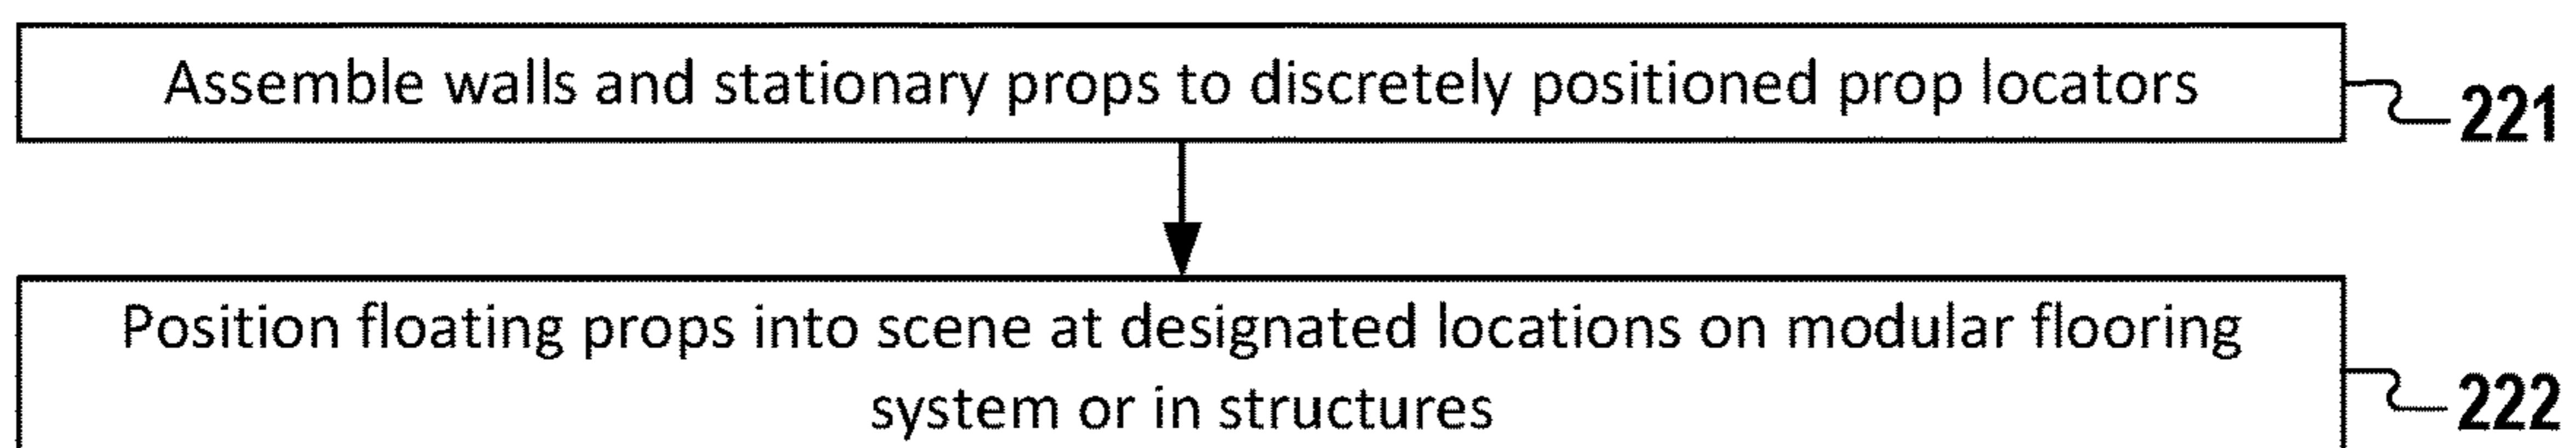 Assemble walls and stationary props to discretely positioned prop locators
221
Position floating props into scene at designated locations on modular flooring
system or in structures
222